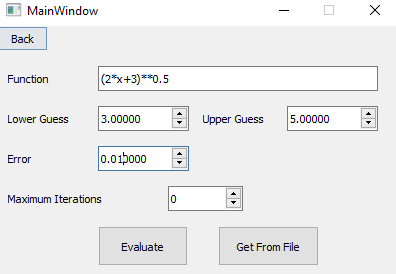 MainWindow
Back
Function (2*x+3)**0.5
Lower Guess 3.00000 Upper Guess 5.00000
Error 0.010000
Maximum Iterations 0
Evaluate Get From File